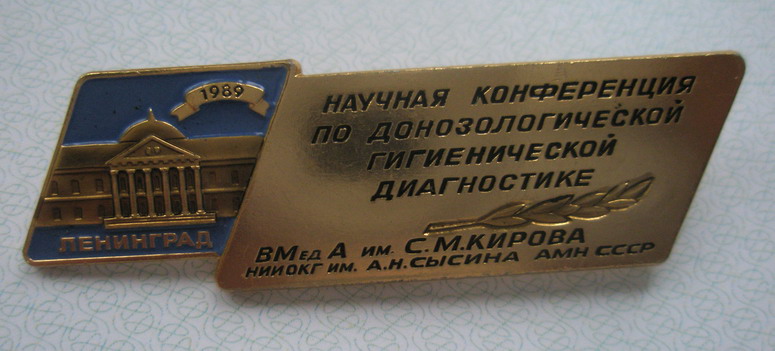 1989
ЛЕНИНГРАД
НАУЧНАЯ КОНФЕРЕНЦИЯ
ПО ДОНОЗОЛОГИЧЕСКОЙ
ГИГИЕНИЧЕСКОЙ
ДИАГНОСТИКЕ
ВМедА им. С.М.КИРОВА
НИИОКГ им. А.Н.СЫСИНА АМН СССР